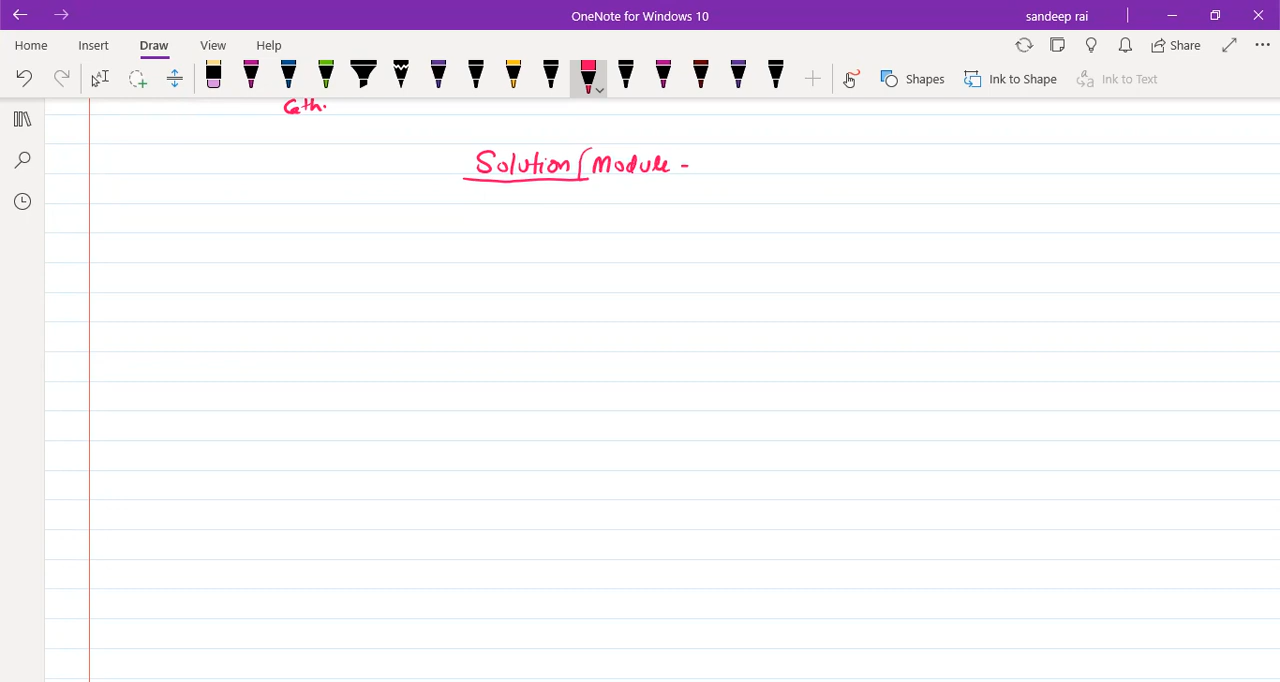 OneNote for Windows 10
sandeep rai
Home Insert Draw View Help
Share
Shapes
Ink to Shape
Ink to Text
6th.
Solution (Module -